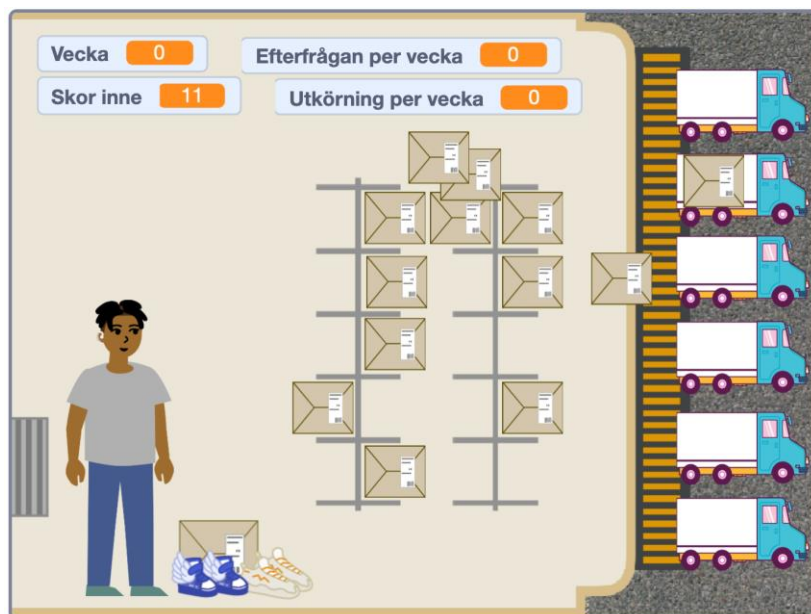 Vecka 0
Efterfrågan per vecka 0
Skor inne 11
Utkörning per vecka 0